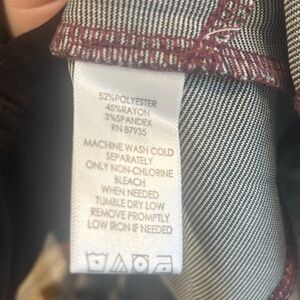 52%POLYESTER
45%RAYON
3%SPANDEX
RN 87935
MACHINE WASH COLD
SEPARATELY
ONLY NON-CHLORINE
BLEACH
WHEN NEEDED
TUMBLE DRY LOW
REMOVE PROMPTLY
LOW IRON IF NEEDED